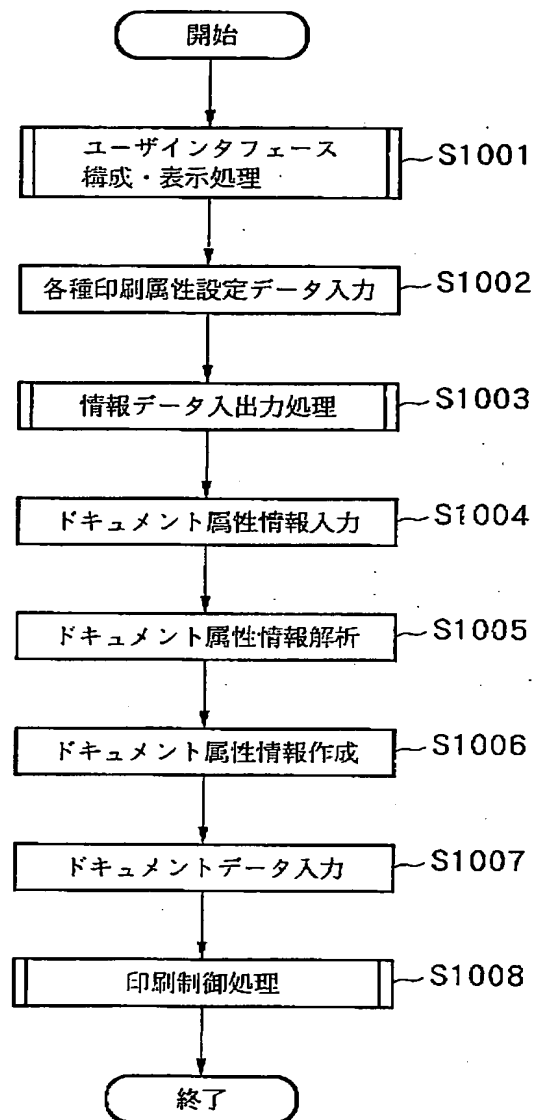 開始
ユーザインタフェース
構成・表示処理
S1001
各種印刷属性設定データ入力
S1002
情報データ入出力処理
S1003
ドキュメント属性情報入力
S1004
ドキュメント属性情報解析
S1005
ドキュメント属性情報作成
S1006
ドキュメントデータ入力
S1007
印刷制御処理
S1008
終了